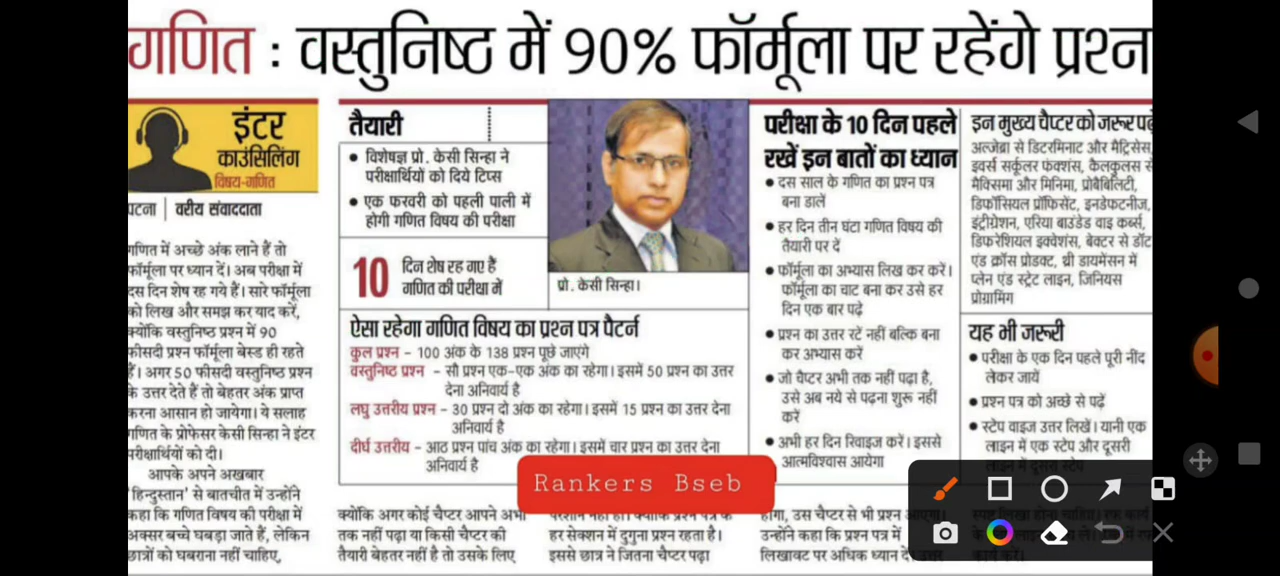 गणित : वस्तुनिष्ठ में 90% फॉर्मूला पर रहेंगे प्रश्न
इंटर
काउंसिलिंग
विषय-गणित
पटना | वरीय संवाददाता
गणित में अच्छे अंक लाने हैं तो
फॉर्मूला पर ध्यान दें। अब परीक्षा में
दस दिन शेष रह गये हैं। सारे फॉर्मूला
को लिख और समझ कर याद करें,
क्योंकि वस्तुनिष्ठ प्रश्न में 90
फीसदी प्रश्न फॉर्मूला बेस्ड ही रहते
हैं। अगर 50 फीसदी वस्तुनिष्ठ प्रश्न
के उत्तर देते हैं तो बेहतर अंक प्राप्त
करना आसान हो जायेगा। ये सलाह
गणित के प्रोफेसर केसी सिन्हा ने इंटर
परीक्षार्थियों को दी।
आपके अपने अखबार
'हिन्दुस्तान' से बातचीत में उन्होंने
कहा कि गणित विषय की परीक्षा में
अक्सर बच्चे घबड़ा जाते हैं, लेकिन
छात्रों को घबराना नहीं चाहिए,
तैयारी
• विशेषज्ञ प्रो. केसी सिन्हा ने
परीक्षार्थियों को दिये टिप्स
• एक फरवरी को पहली पाली में
होगी गणित विषय की परीक्षा
10 दिन शेष रह गए हैं
गणित की परीक्षा में
प्रो. केसी सिन्हा।
ऐसा रहेगा गणित विषय का प्रश्न पत्र पैटर्न
कुल प्रश्न - 100 अंक के 138 प्रश्न पूछे जाएंगे
वस्तुनिष्ठ प्रश्न - सौ प्रश्न एक-एक अंक का रहेगा। इसमें 50 प्रश्न का उत्तर
देना अनिवार्य है
लघु उत्तरीय प्रश्न - 30 प्रश्न दो अंक का रहेगा। इसमें 15 प्रश्न का उत्तर देना
अनिवार्य है
दीर्घ उत्तरीय - आठ प्रश्न पांच अंक का रहेगा। इसमें चार प्रश्न का उत्तर देना
अनिवार्य है
Rankers Bseb
क्योंकि अगर कोई चैप्टर आपने अभी
तक नहीं पढ़ा या किसी चैप्टर की
तैयारी बेहतर नहीं है तो उसके लिए
परेशान नहीं हों। क्योंकि प्रश्न पत्र के
हर सेक्शन में दुगुना प्रश्न रहता है।
इससे छात्र ने जितना चैप्टर पढ़ा
परीक्षा के 10 दिन पहले
रखें इन बातों का ध्यान
• दस साल के गणित का प्रश्न पत्र
बना डालें
• हर दिन तीन घंटा गणित विषय की
तैयारी पर दें
• फॉर्मूला का अभ्यास लिख कर करें।
फॉर्मूला का चाट बना कर उसे हर
दिन एक बार पढ़े
• प्रश्न का उत्तर रटें नहीं बल्कि बना
कर अभ्यास करें
• जो चैप्टर अभी तक नहीं पढ़ा है,
उसे अब नये से पढ़ना शुरू नहीं
करें
• अभी हर दिन रिवाइज करें। इससे
आत्मविश्वास आयेगा
होगा, उस चैप्टर से भी प्रश्न आएगा।
उन्होंने कहा कि प्रश्न पत्र में
लिखावट पर अधिक ध्यान दें। उत्तर
इन मुख्य चैप्टर को जरूर पढ़ें
अल्जेब्रा से डिटरमिनाट और मैट्रिसेस,
इवर्स सर्कूलर फंक्शंस, कैलकुलस से
मैक्सिमा और मिनिमा, प्रोबैबिलिटी,
डिफॉसियल प्रॉफिसेंट, इनडेफटनीज,
इंट्रीग्रेशन, एरिया बाउंडेड वाइ कर्ब्स,
डिफरेशियल इक्वेशंस, बेक्टर से डॉट
एंड क्रॉस प्रोडक्ट, थ्री डायमेंसन में
प्लेन एंड स्ट्रेट लाइन, जिनियस
प्रोग्रामिंग
यह भी जरूरी
• परीक्षा के एक दिन पहले पूरी नींद
लेकर जायें
• प्रश्न पत्र को अच्छे से पढ़ें
• स्टेप वाइज उत्तर लिखें। यानी एक
लाइन में एक स्टेप और दूसरी
लाइन में दूसरा स्टेप